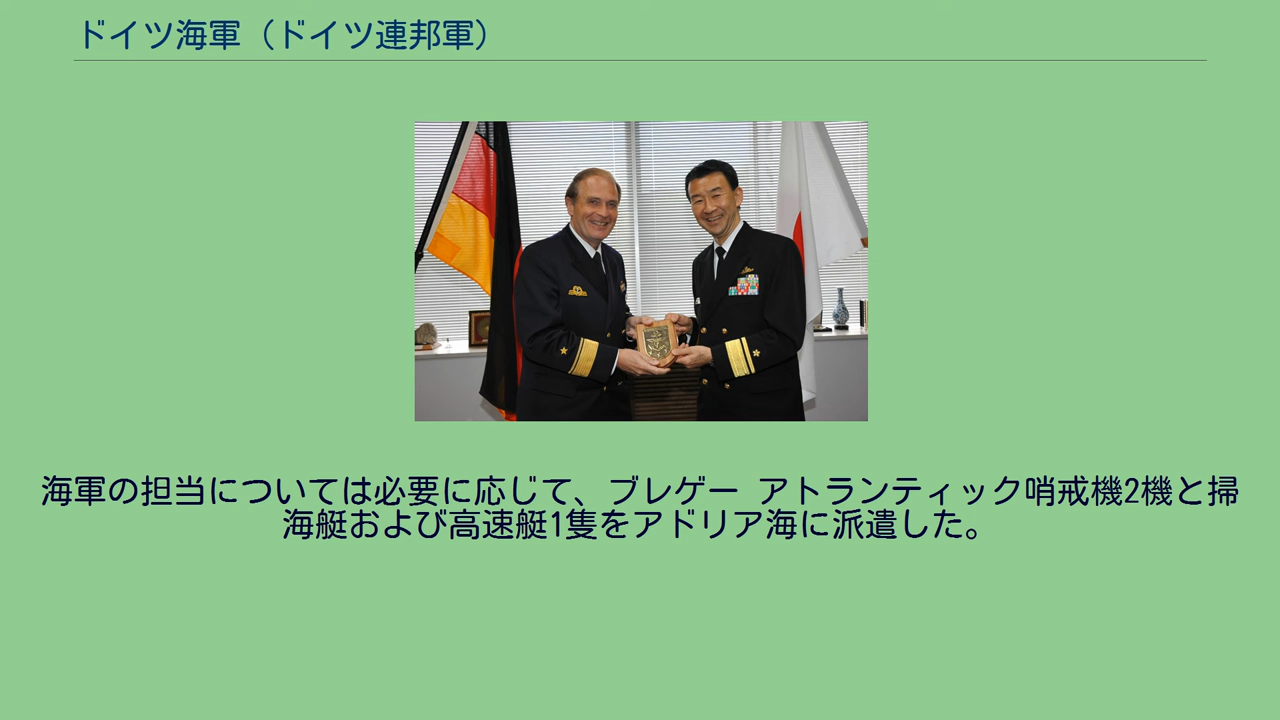 ドイツ海軍（ドイツ連邦軍）
海軍の担当については必要に応じて、ブレゲー アトランティック哨戒機2機と掃
海艇および高速艇1隻をアドリア海に派遣した。